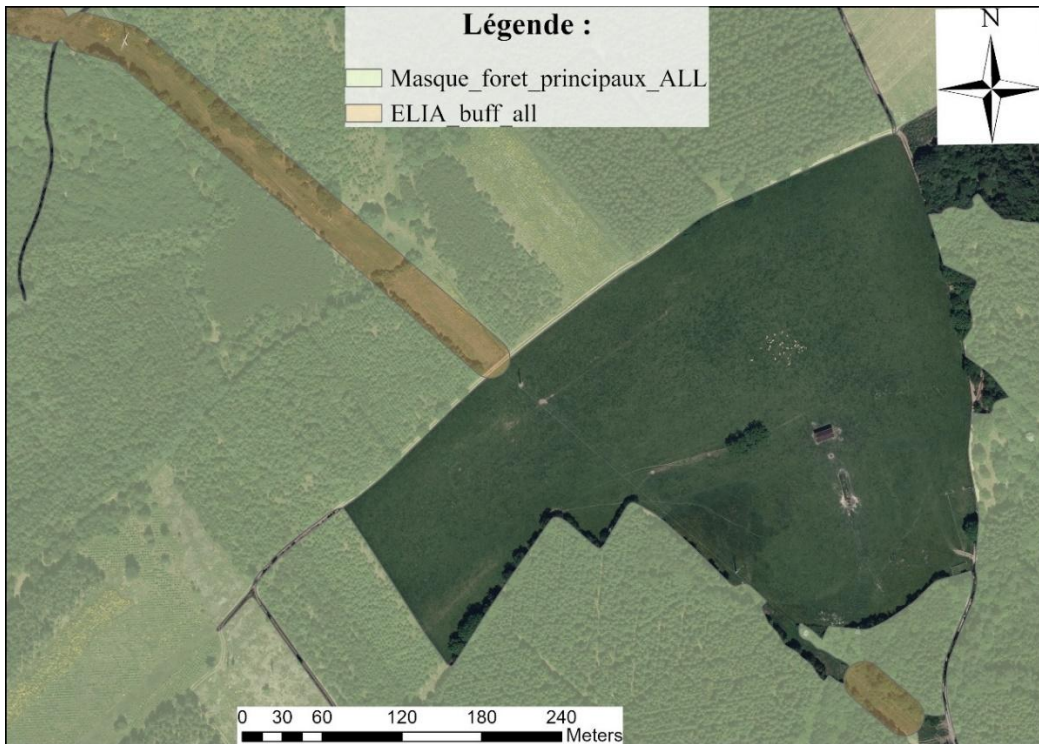 Légende :
N
Masque_foret_principaux_ALL
ELIA_buff_all
0 30 60 120 180 240
Meters